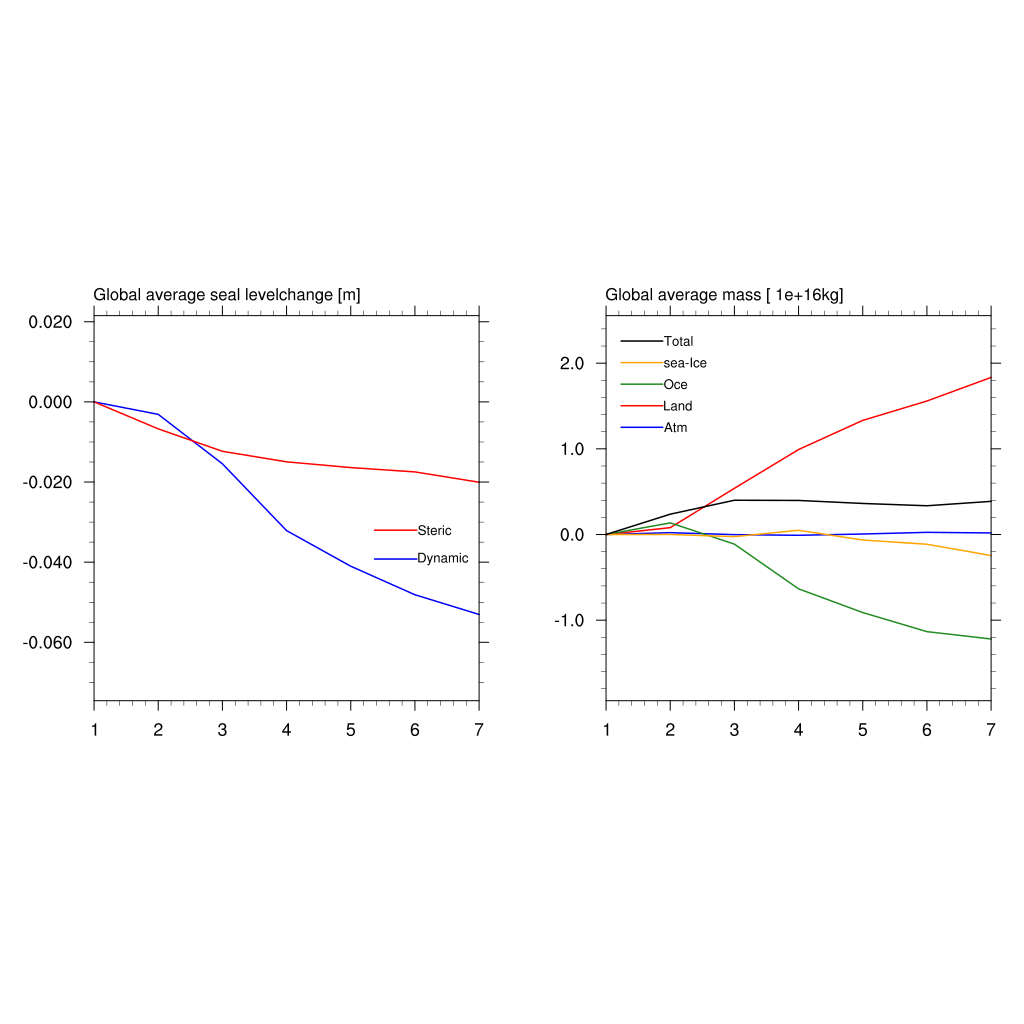 Global average seal levelchange [m]
0.020
0.000
-0.020
-0.040
-0.060
Steric
Dynamic
1 2 3 4 5 6 7
Global average mass [ 1e+16kg]
2.0
1.0
0.0
-1.0
Total
sea-Ice
Oce
Land
Atm
1 2 3 4 5 6 7